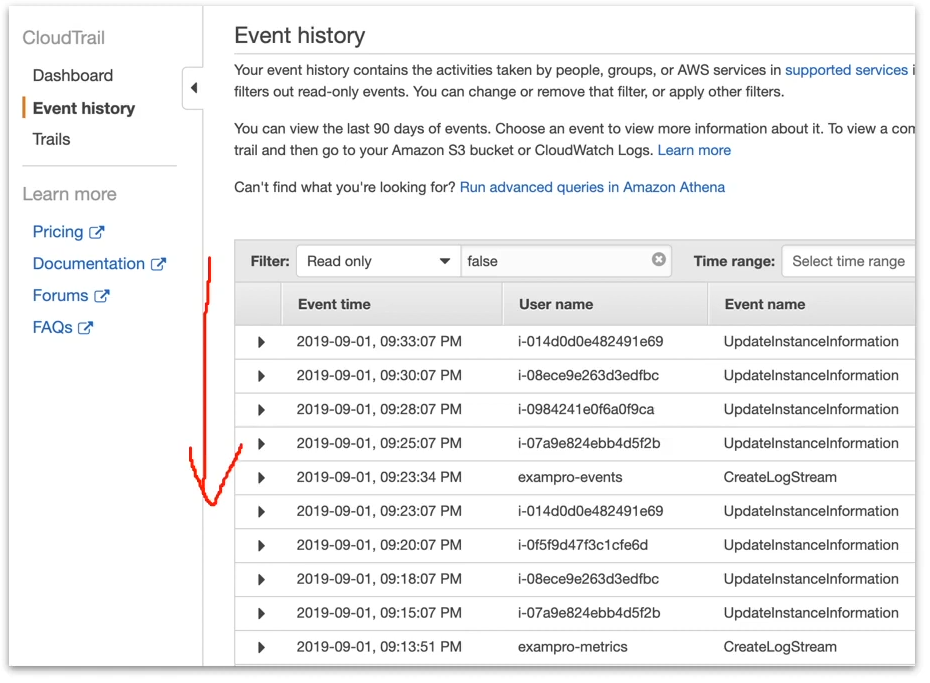 CloudTrail
Dashboard
Event history
Trails
Learn more
Pricing
Documentation
Forums
FAQs
Event history
Your event history contains the activities taken by people, groups, or AWS services in supported services i
filters out read-only events. You can change or remove that filter, or apply other filters.
You can view the last 90 days of events. Choose an event to view more information about it. To view a com
trail and then go to your Amazon S3 bucket or CloudWatch Logs. Learn more
Can't find what you're looking for? Run advanced queries in Amazon Athena
Filter: Read only false Time range: Select time range
Event time User name Event name
2019-09-01, 09:33:07 PM i-014d0d0e482491e69 UpdateInstanceInformation
2019-09-01, 09:30:07 PM i-08ece9e263d3edfbc UpdateInstanceInformation
2019-09-01, 09:28:07 PM i-0984241e0f6a0f9ca UpdateInstanceInformation
2019-09-01, 09:25:07 PM i-07a9e824ebb4d5f2b UpdateInstanceInformation
2019-09-01, 09:23:34 PM exampro-events CreateLogStream
2019-09-01, 09:23:07 PM i-014d0d0e482491e69 UpdateInstanceInformation
2019-09-01, 09:20:07 PM i-0f5f9d47f3c1cfe6d UpdateInstanceInformation
2019-09-01, 09:18:07 PM i-08ece9e263d3edfbc UpdateInstanceInformation
2019-09-01, 09:15:07 PM i-07a9e824ebb4d5f2b UpdateInstanceInformation
2019-09-01, 09:13:51 PM exampro-metrics CreateLogStream